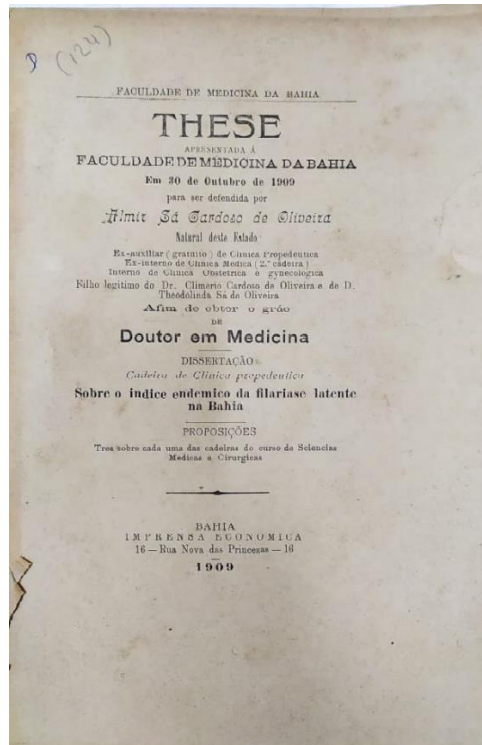 (124)
FACULDADE DE MEDICINA DA BAHIA
THESE
APRESENTADA Á
FACULDADE DE MEDICINA DA BAHIA
Em 30 de Outubro de 1909
para ser defendida por
Almir Sá Cardoso de Oliveira
Natural deste Estado
Ex-auxiliar ( gratuito ) de Clinica Propedeutica
Ex-interno de Clinica Medica ( 2.ª cadeira )
Interno de Clinica Obstetrica e gynecologica
Filho legitimo do Dr. Climerio Cardoso de Oliveira e de D.
Theodolinda Sá de Oliveira
Afim de obter o gráo
DE
Doutor em Medicina
DISSERTAÇÃO
Cadeira de Clinica propedeutica
Sobre o indice endemico da filariase latente
na Bahia
PROPOSIÇÕES
Tres sobre cada uma das cadeiras do curso de Sciencias
Medicas e Cirurgicas
BAHIA
IMPRENSA ECONOMICA
16 — Rua Nova das Princezas — 16
1909